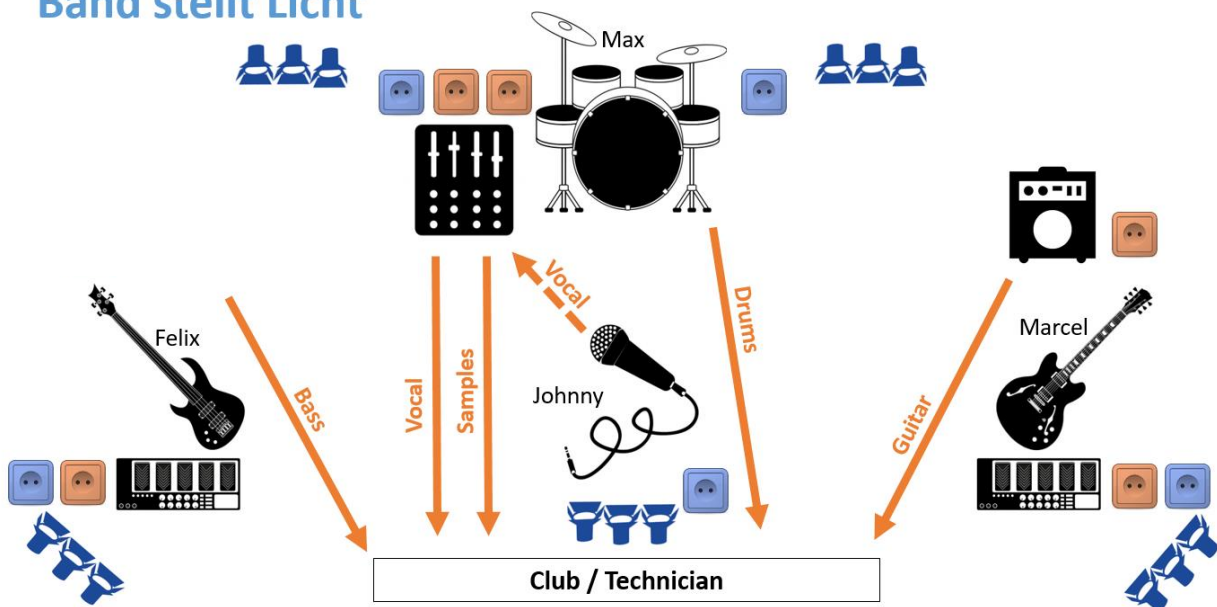 Band stellt Licht
Max
Vocal
Drums
Felix
Marcel
Bass
Vocal
Samples
Johnny
Guitar
Club / Technician